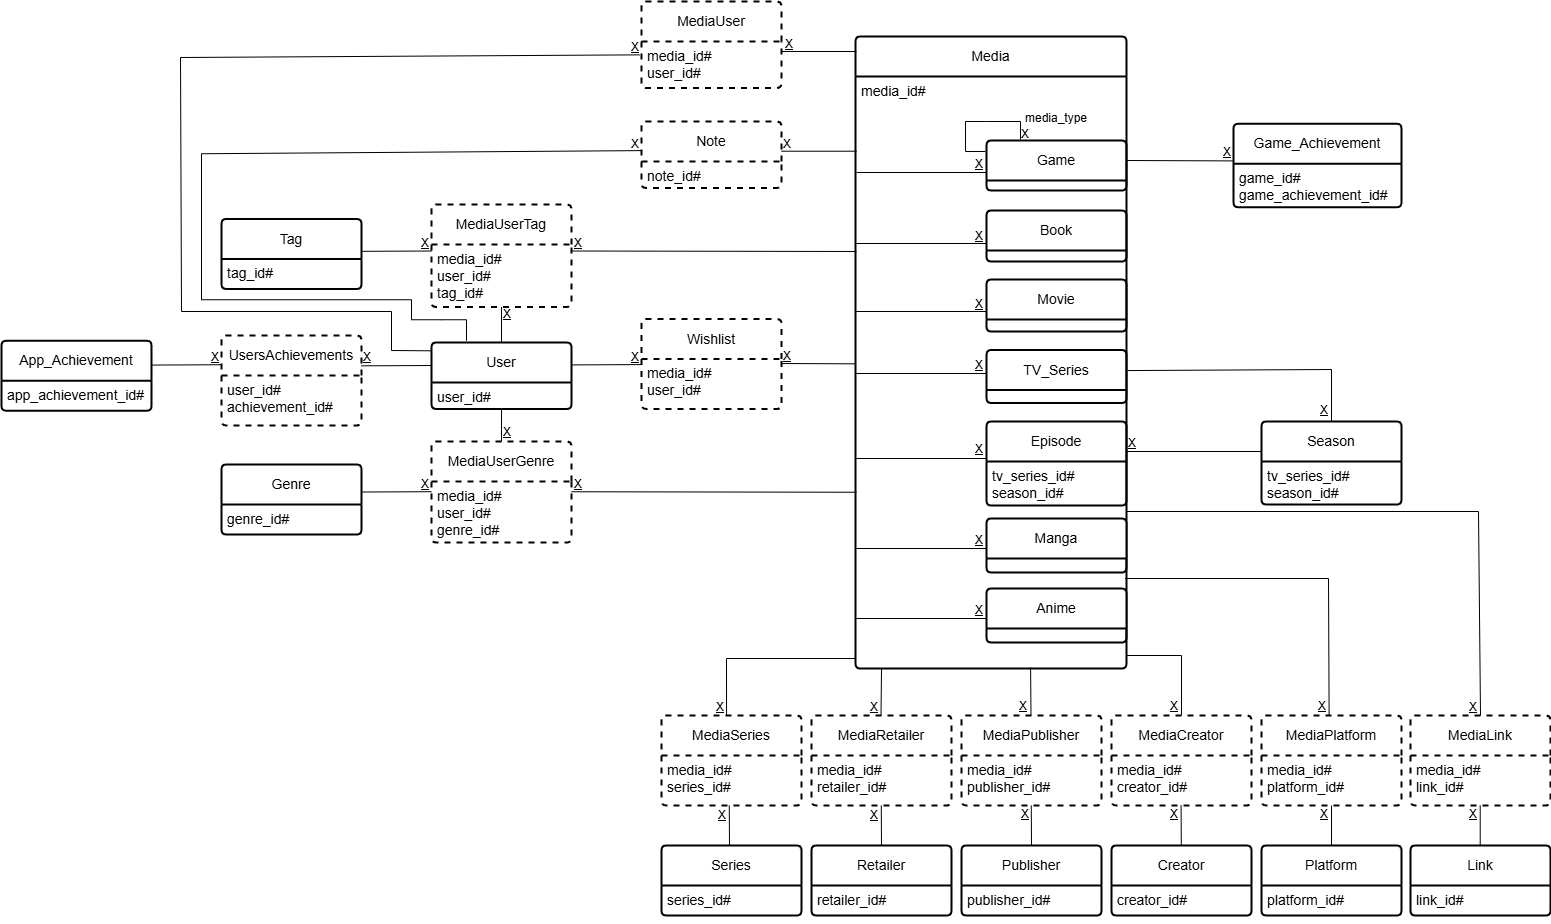 MediaUser
X
X
media_id#
user_id#
Media
media_id#
media_type
X
Note
X
X
note_id#
Game
X
Game_Achievement
X
game_id#
game_achievement_id#
Tag
tag_id#
MediaUserTag
X
X
media_id#
user_id#
tag_id#
X
Book
X
Movie
X
App_Achievement
app_achievement_id#
UsersAchievements
X
X
user_id#
achievement_id#
User
user_id#
Wishlist
X
X
media_id#
user_id#
TV_Series
X
X
Episode
X
X
tv_series_id#
season_id#
Season
tv_series_id#
season_id#
X
MediaUserGenre
X
X
media_id#
user_id#
genre_id#
Genre
genre_id#
Manga
X
Anime
X
X
X
X
X
X
X
MediaSeries
media_id#
series_id#
MediaRetailer
media_id#
retailer_id#
MediaPublisher
media_id#
publisher_id#
MediaCreator
media_id#
creator_id#
MediaPlatform
media_id#
platform_id#
MediaLink
media_id#
link_id#
X
X
X
X
X
X
Series
series_id#
Retailer
retailer_id#
Publisher
publisher_id#
Creator
creator_id#
Platform
platform_id#
Link
link_id#